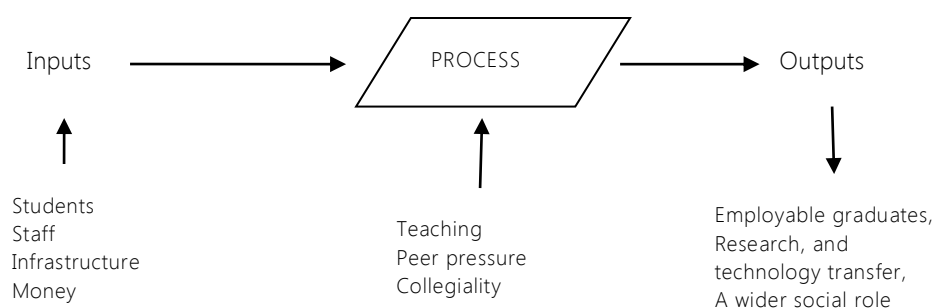 Inputs
PROCESS
Outputs
Students
Staff
Infrastructure
Money
Teaching
Peer pressure
Collegiality
Employable graduates,
Research, and
technology transfer,
A wider social role